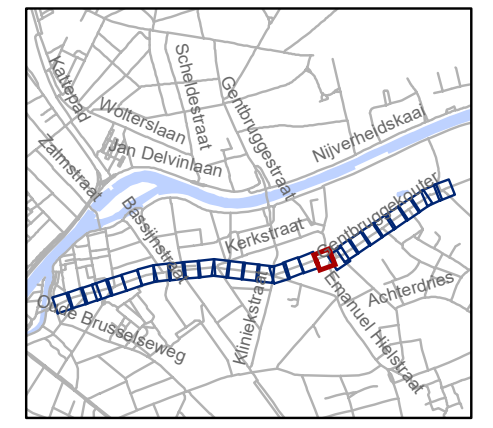 Kattepad
Scheldestraat
Gentbruggestraat
Wolterslaan
Nijverheidskaai
Jan Delvinlaan
Zalmstraat
Bassijnstraat
Kerkstraat
Gentbruggekouter
Achterdries
Emanuel Hielstraat
Kliniekstraat
Oude Brusselseweg